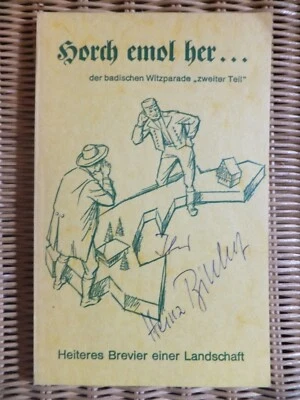 Horch emol her...
der badischen Witzparade „zweiter Teil"
Heiteres Brevier einer Landschaft